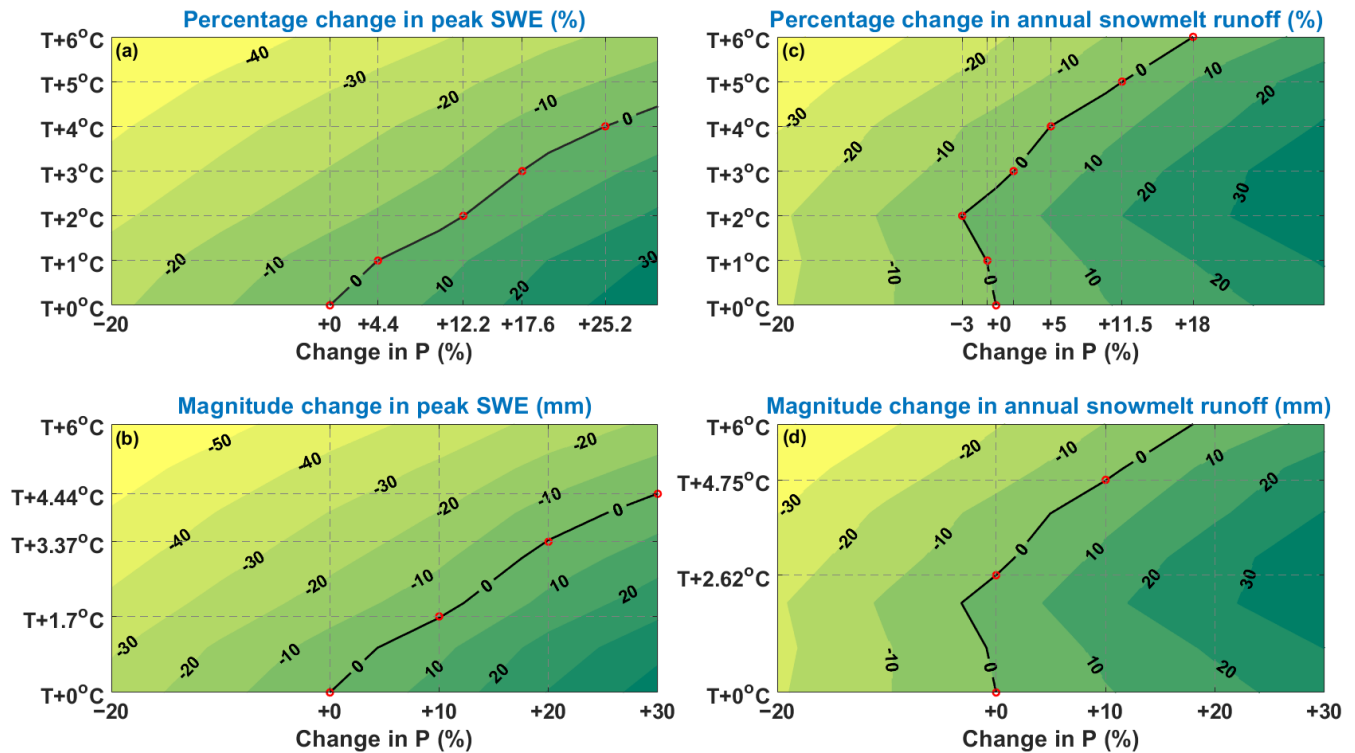 Percentage change in peak SWE (%)
(a)
T+6°C
T+5°C
T+4°C
T+3°C
T+2°C
T+1°C
T+0°C
-40
-30
-20
-10
0
-20
-10
0
10
20
30
−20
+0
+4.4
+12.2
+17.6
+25.2
Change in P (%)
Percentage change in annual snowmelt runoff (%)
(c)
T+6°C
T+5°C
T+4°C
T+3°C
T+2°C
T+1°C
T+0°C
-20
-10
0
10
20
-30
-20
-10
0
10
20
30
-10
0
10
20
−20
−3
+0
+5
+11.5
+18
Change in P (%)
Magnitude change in peak SWE (mm)
(b)
T+6°C
T+4.44°C
T+3.37°C
T+1.7°C
T+0°C
-50
-40
-30
-20
-20
-10
0
-40
-30
-20
-10
0
10
20
-30
-20
-10
0
10
20
−20
+0
+10
+20
+30
Change in P (%)
Magnitude change in annual snowmelt runoff (mm)
(d)
T+6°C
T+4.75°C
T+2.62°C
T+0°C
-20
-10
0
10
20
-30
-20
-10
0
10
20
30
-10
0
10
20
−20
+0
+10
+20
+30
Change in P (%)